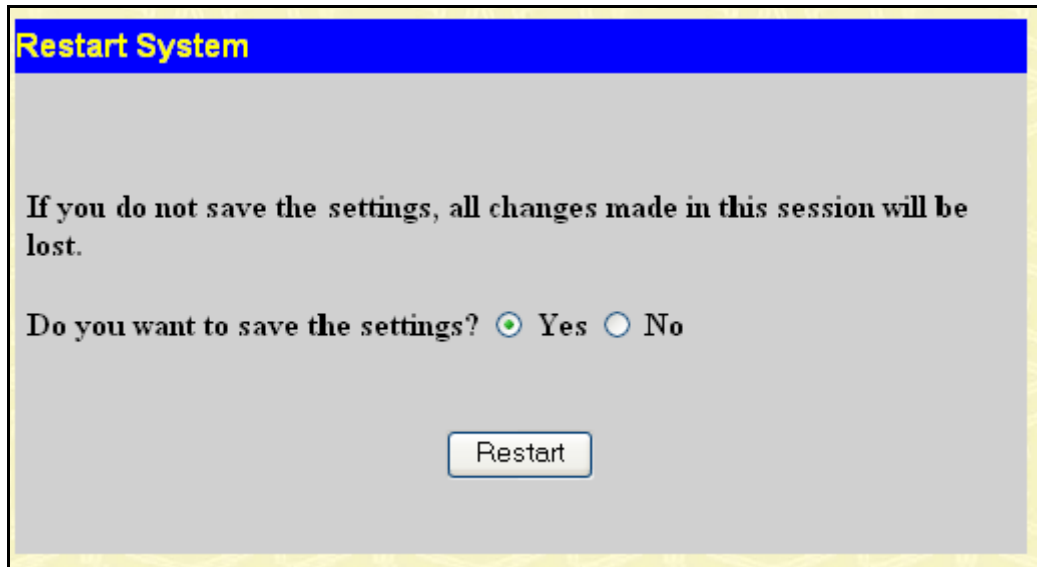 Restart System
If you do not save the settings, all changes made in this session will be
lost.
Do you want to save the settings? Yes No
Restart